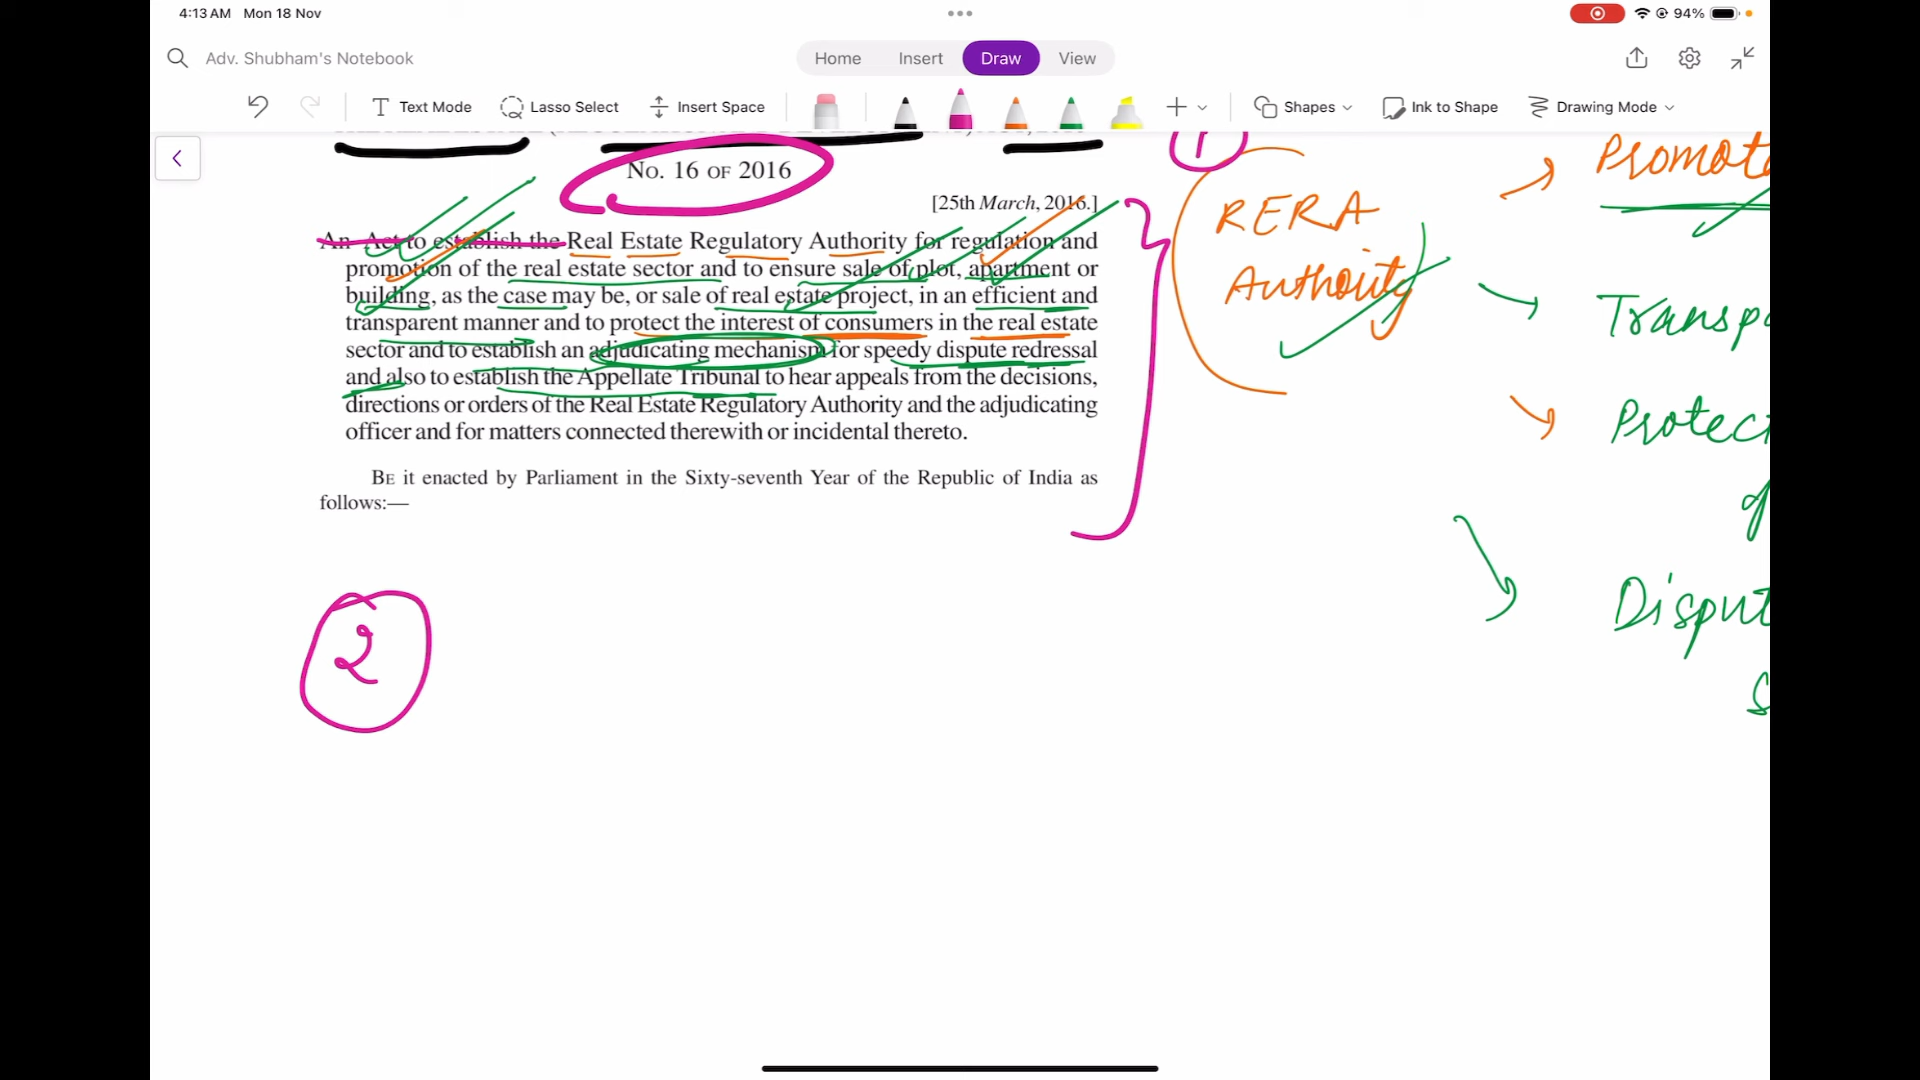 4:13 AM Mon 18 Nov
94%
Adv. Shubham's Notebook
Home Insert Draw View
Text Mode Lasso Select Insert Space Shapes Ink to Shape Drawing Mode
No. 16 OF 2016
[25th March, 2016.]
An Act to establish the Real Estate Regulatory Authority for regulation and
promotion of the real estate sector and to ensure sale of plot, apartment or
building, as the case may be, or sale of real estate project, in an efficient and
transparent manner and to protect the interest of consumers in the real estate
sector and to establish an adjudicating mechanism for speedy dispute redressal
and also to establish the Appellate Tribunal to hear appeals from the decisions,
directions or orders of the Real Estate Regulatory Authority and the adjudicating
officer and for matters connected therewith or incidental thereto.
BE it enacted by Parliament in the Sixty-seventh Year of the Republic of India as
follows:—
1
RERA
Authority
Promot
Transp
Protec
Disput
2